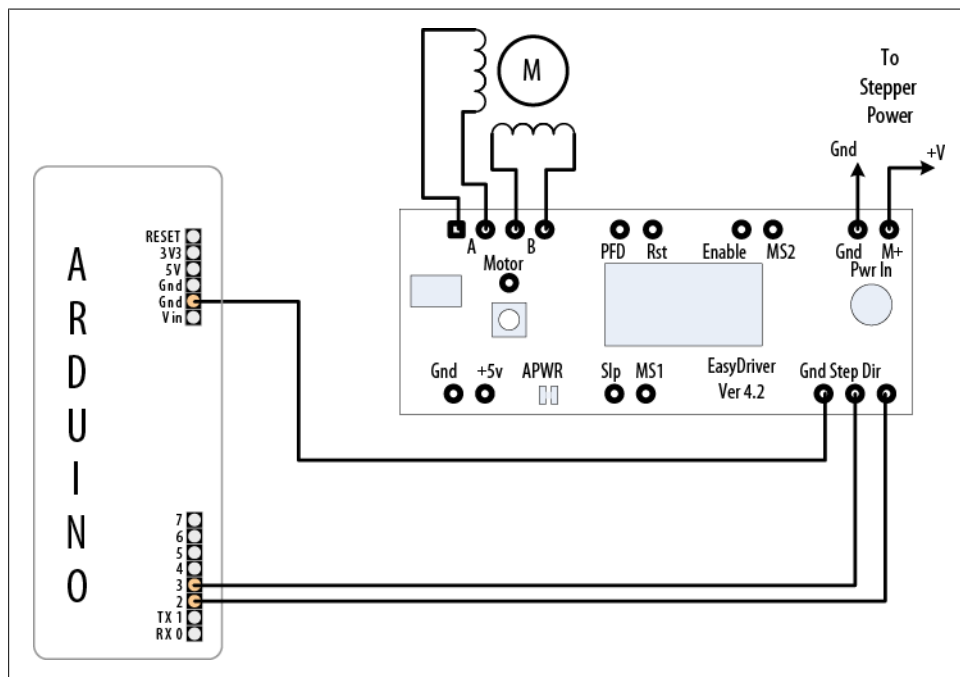 M
To
Stepper
Power
Gnd
+V
ARDUINO
RESET
3V3
5V
Gnd
Gnd
Vin
7
6
5
4
3
2
TX 1
RX 0
A
B
Motor
PFD
Rst
Enable
MS2
Gnd
M+
Pwr In
Gnd
+5v
APWR
Slp
MS1
EasyDriver
Ver 4.2
Gnd Step Dir